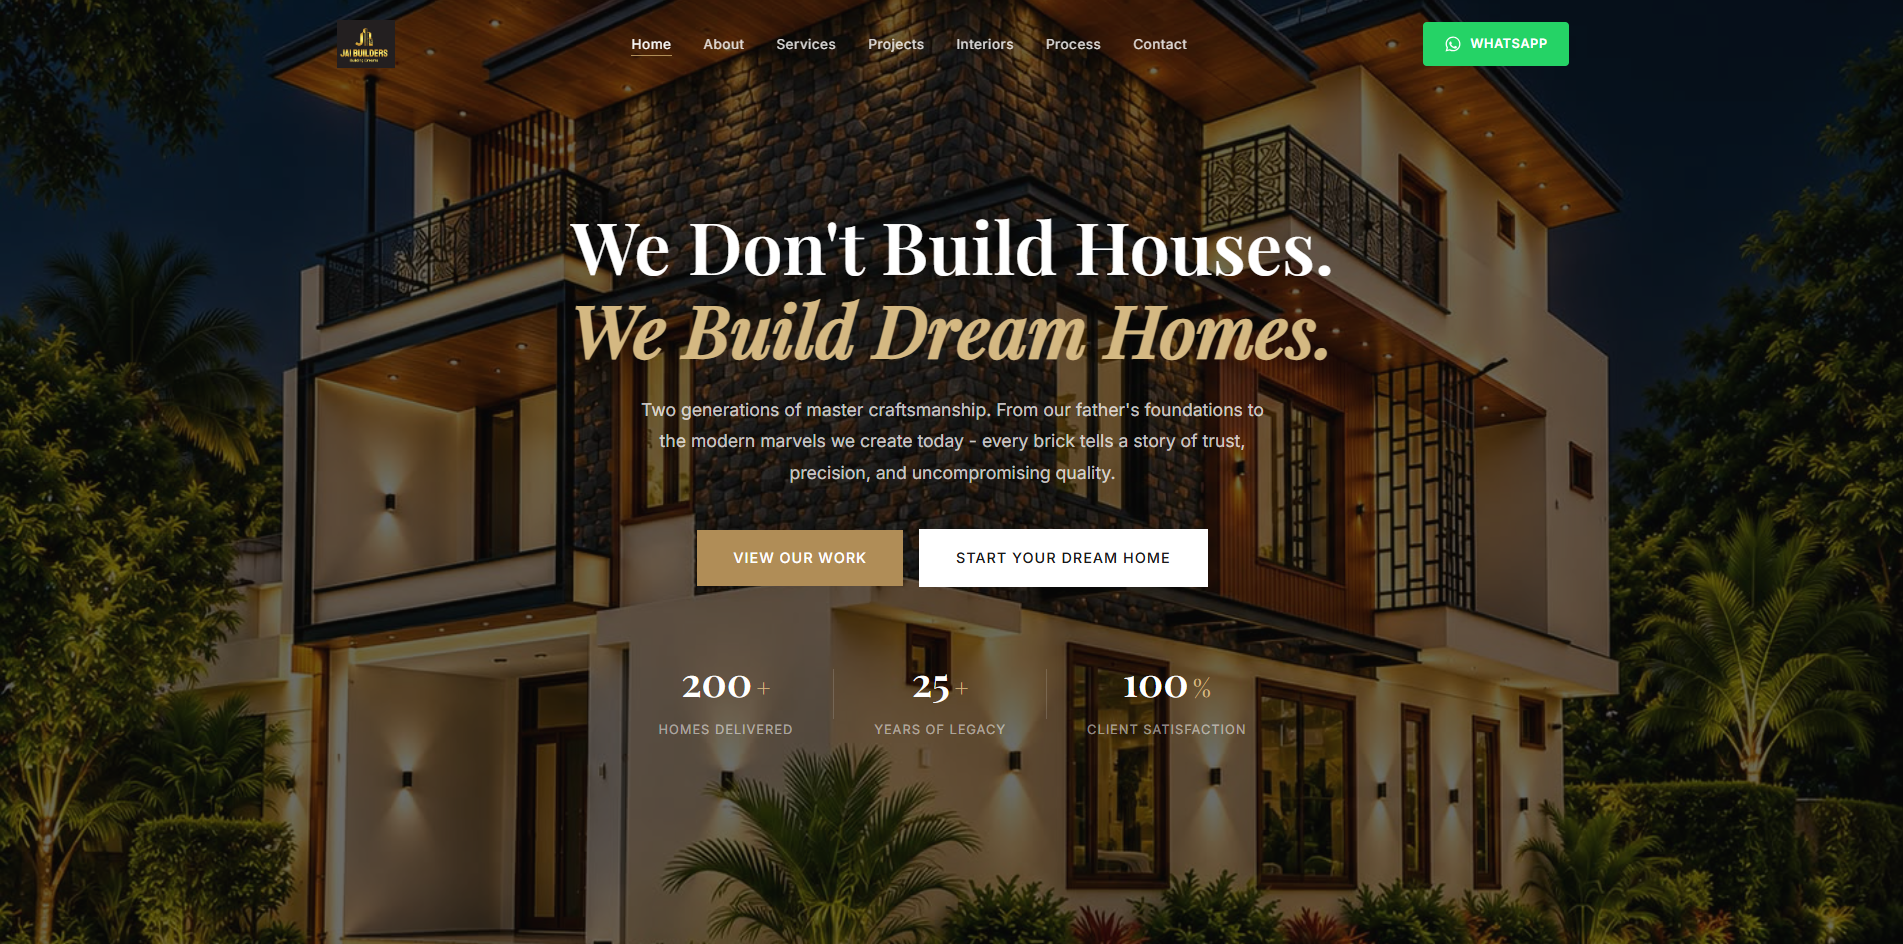 JAI BUILDERS
Building Dreams
Home
About
Services
Projects
Interiors
Process
Contact
WHATSAPP
We Don't Build Houses.
We Build Dream Homes.
Two generations of master craftsmanship. From our father's foundations to
the modern marvels we create today - every brick tells a story of trust,
precision, and uncompromising quality.
VIEW OUR WORK
START YOUR DREAM HOME
200+
HOMES DELIVERED
25+
YEARS OF LEGACY
100%
CLIENT SATISFACTION